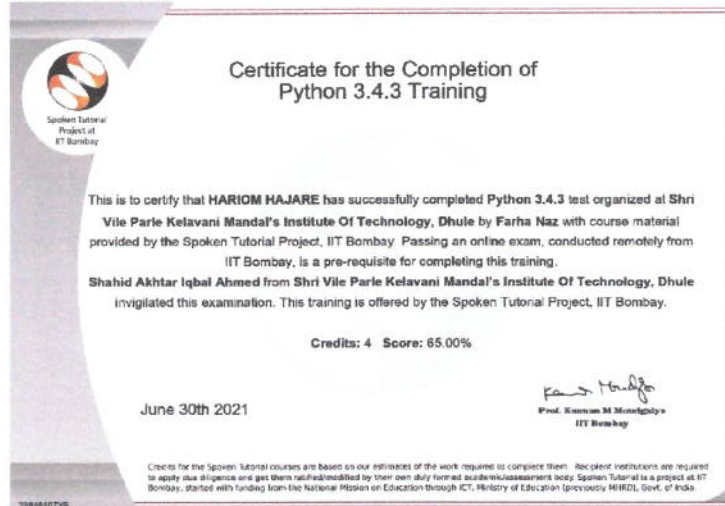 Spoken Tutorial
Project at
IIT Bombay
Certificate for the Completion of
Python 3.4.3 Training
This is to certify that HARIOM HAJARE has successfully completed Python 3.4.3 test organized at Shri
Vile Parle Kelavani Mandal's Institute Of Technology, Dhule by Farha Naz with course material
provided by the Spoken Tutorial Project, IIT Bombay. Passing an online exam, conducted remotely from
IIT Bombay, is a pre-requisite for completing this training.
Shahid Akhtar Iqbal Ahmed from Shri Vile Parle Kelavani Mandal's Institute Of Technology, Dhule
invigilated this examination. This training is offered by the Spoken Tutorial Project, IIT Bombay.
Credits: 4 Score: 65.00%
June 30th 2021
Prof. Kannan M Moudgalya
IIT Bombay
Credits for the Spoken Tutorial courses are based on our estimates of the work required to complete them. Recipient institutions are required
to apply due diligence and get them ratified/modified by their own duly formed academic/assessment body. Spoken Tutorial is a project at IIT
Bombay, started with funding from the National Mission on Education through ICT, Ministry of Education (previously MHRD), Govt. of India.